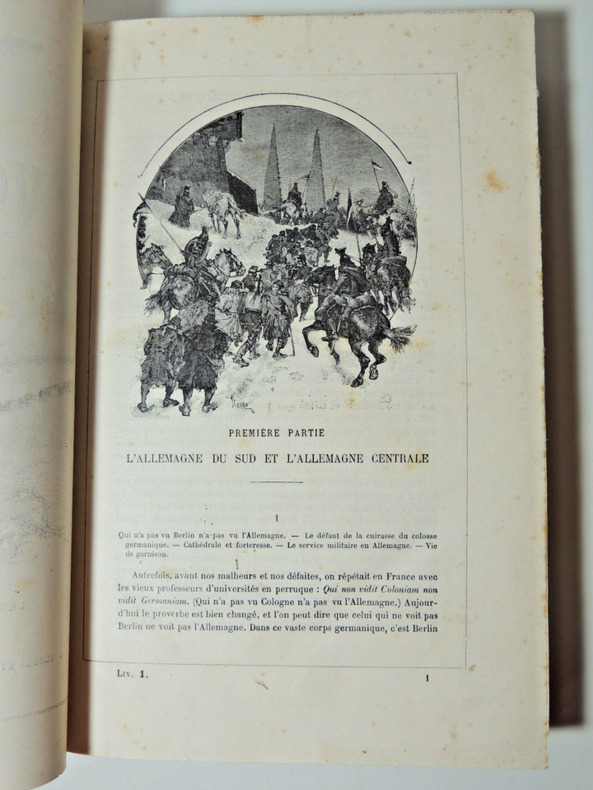 PREMIÈRE PARTIE
L'ALLEMAGNE DU SUD ET L'ALLEMAGNE CENTRALE
I
Qui n'a pas vu Berlin n'a pas vu l'Allemagne. — Le défaut de la cuirasse du colosse
germanique. — Cathédrale et forteresse. — Le service militaire en Allemagne. — Vie
de garnison.
Autrefois, avant nos malheurs et nos défaites, on répétait en France avec
les vieux professeurs d'universités en perruque : Qui non vidit Coloniam non
vidit Germaniam. (Qui n'a pas vu Cologne n'a pas vu l'Allemagne.) Aujour-
d'hui le proverbe est bien changé, et l'on peut dire que celui qui ne voit pas
Berlin ne voit pas l'Allemagne. Dans ce vaste corps germanique, c'est Berlin
LIV. 1.
1